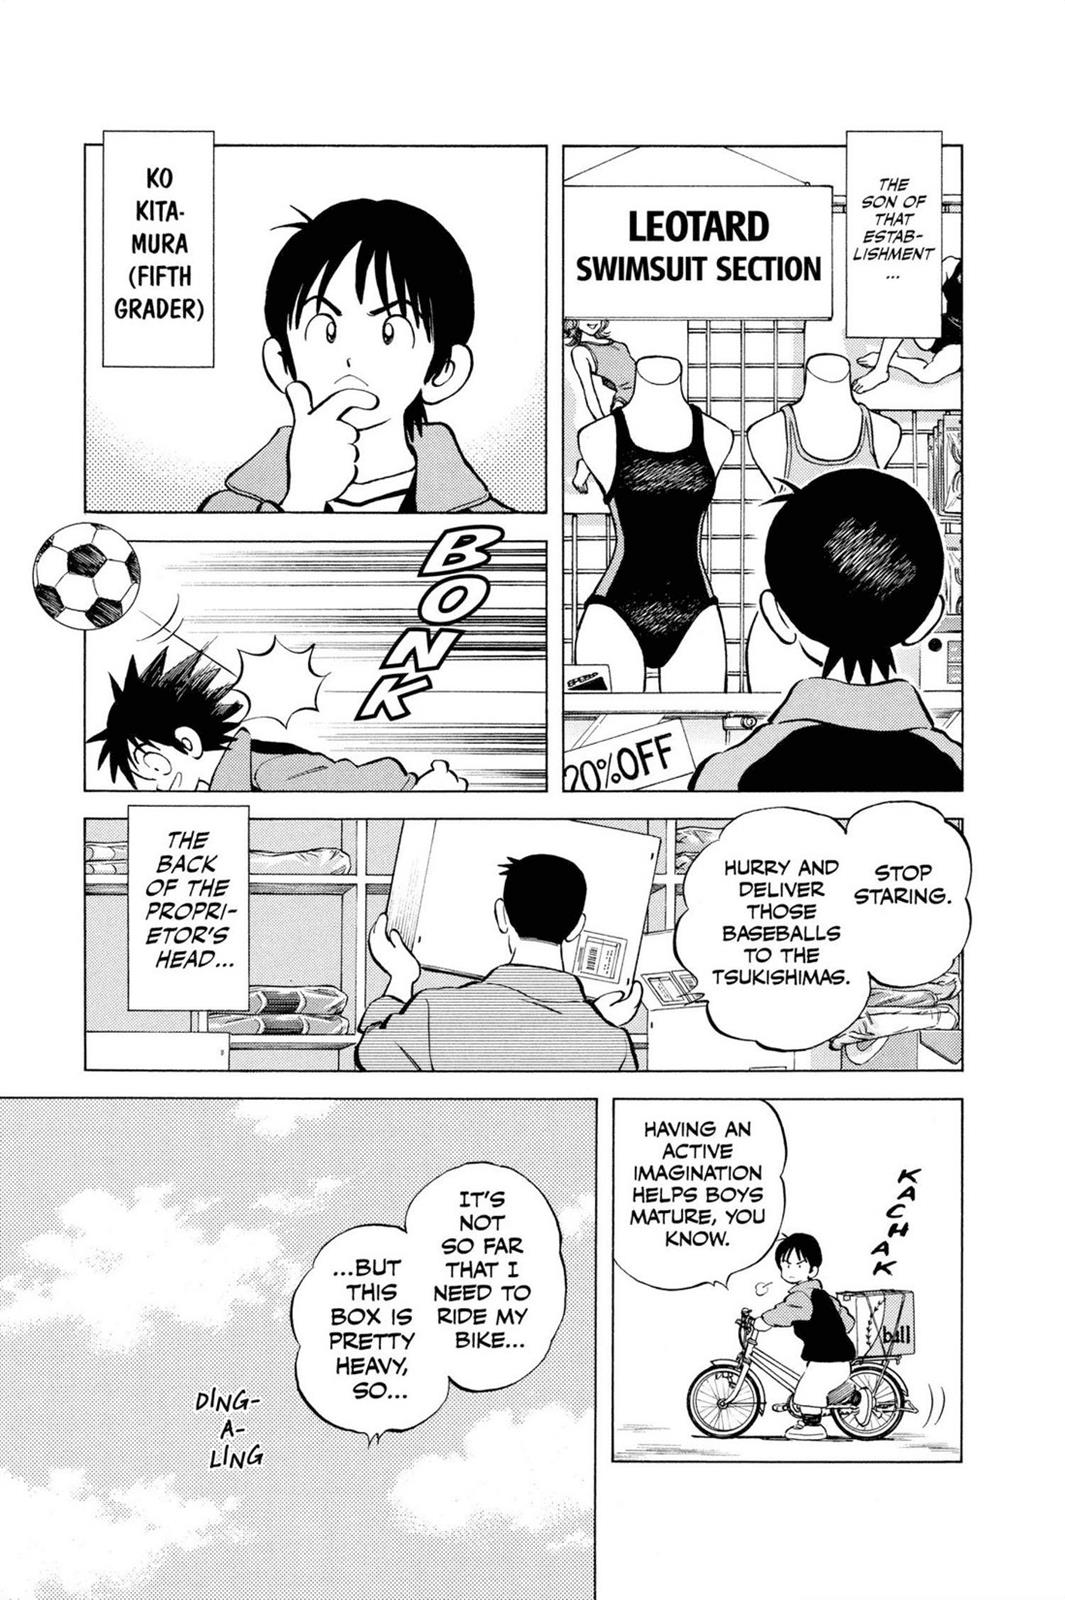 THE
SON OF
THAT
ESTAB-
LISHMENT
...
LEOTARD
SWIMSUIT SECTION
20%OFF
KO
KITA-
MURA
(FIFTH
GRADER)
BONK
THE
BACK
OF THE
PROPRI-
ETOR'S
HEAD...
STOP
STARING.
HURRY AND
DELIVER
THOSE
BASEBALLS
TO THE
TSUKISHIMAS.
HAVING AN
ACTIVE
IMAGINATION
HELPS BOYS
MATURE, YOU
KNOW.
KACHAK
ball
IT'S
NOT
SO FAR
THAT I
NEED TO
RIDE MY
BIKE...
...BUT
THIS
BOX IS
PRETTY
HEAVY,
SO...
DING-
A-
LING